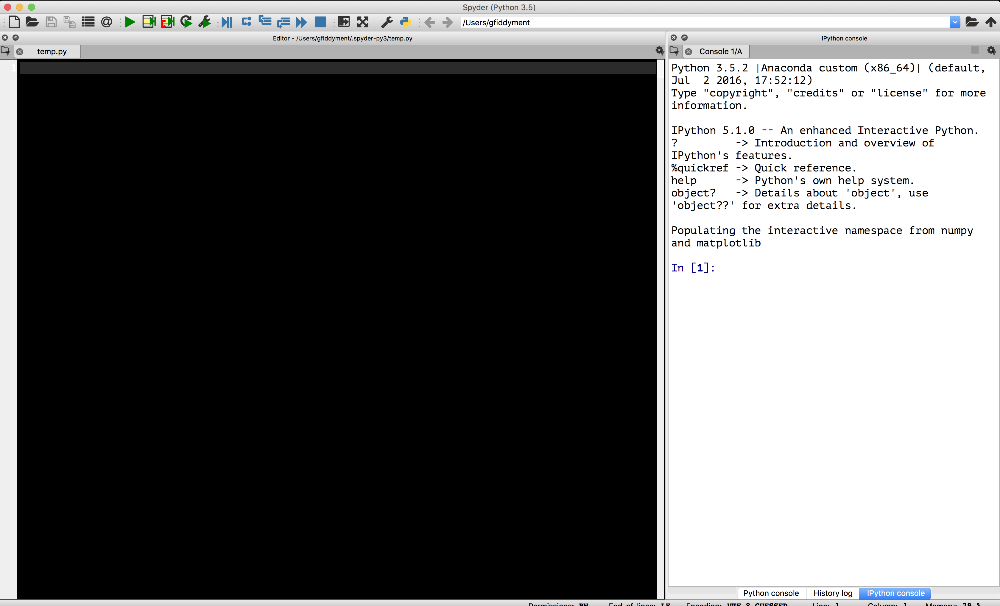 Spyder (Python 3.5)
/Users/gfiddyment
Editor - /Users/gfiddyment/.spyder-py3/temp.py
temp.py
1
IPython console
Console 1/A
Python 3.5.2 |Anaconda custom (x86_64)| (default,
Jul  2 2016, 17:52:12)
Type "copyright", "credits" or "license" for more
information.
IPython 5.1.0 -- An enhanced Interactive Python.
?         -> Introduction and overview of
IPython's features.
%quickref -> Quick reference.
help      -> Python's own help system.
object?   -> Details about 'object', use
'object??' for extra details.
Populating the interactive namespace from numpy
and matplotlib
In [1]:
Python console History log IPython console
Permissions: RW End-of-lines: LF Encoding: UTF-8-GUESSED Line: 1 Column: 1 Memory: 79 %